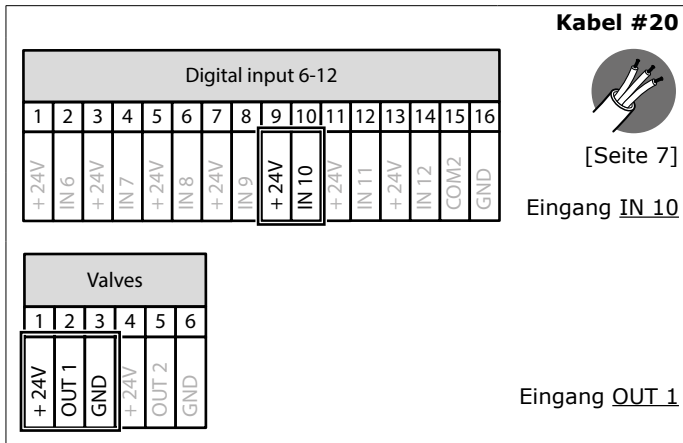 Kabel #20
Digital input 6-12
1 2 3 4 5 6 7 8 9 10 11 12 13 14 15 16
+ 24V IN 6 + 24V IN 7 + 24V IN 8 + 24V IN 9 + 24V IN 10 + 24V IN 11 + 24V IN 12 COM2 GND
[Seite 7]
Eingang IN 10
Valves
1 2 3 4 5 6
+ 24V OUT 1 GND + 24V OUT 2 GND
Eingang OUT 1